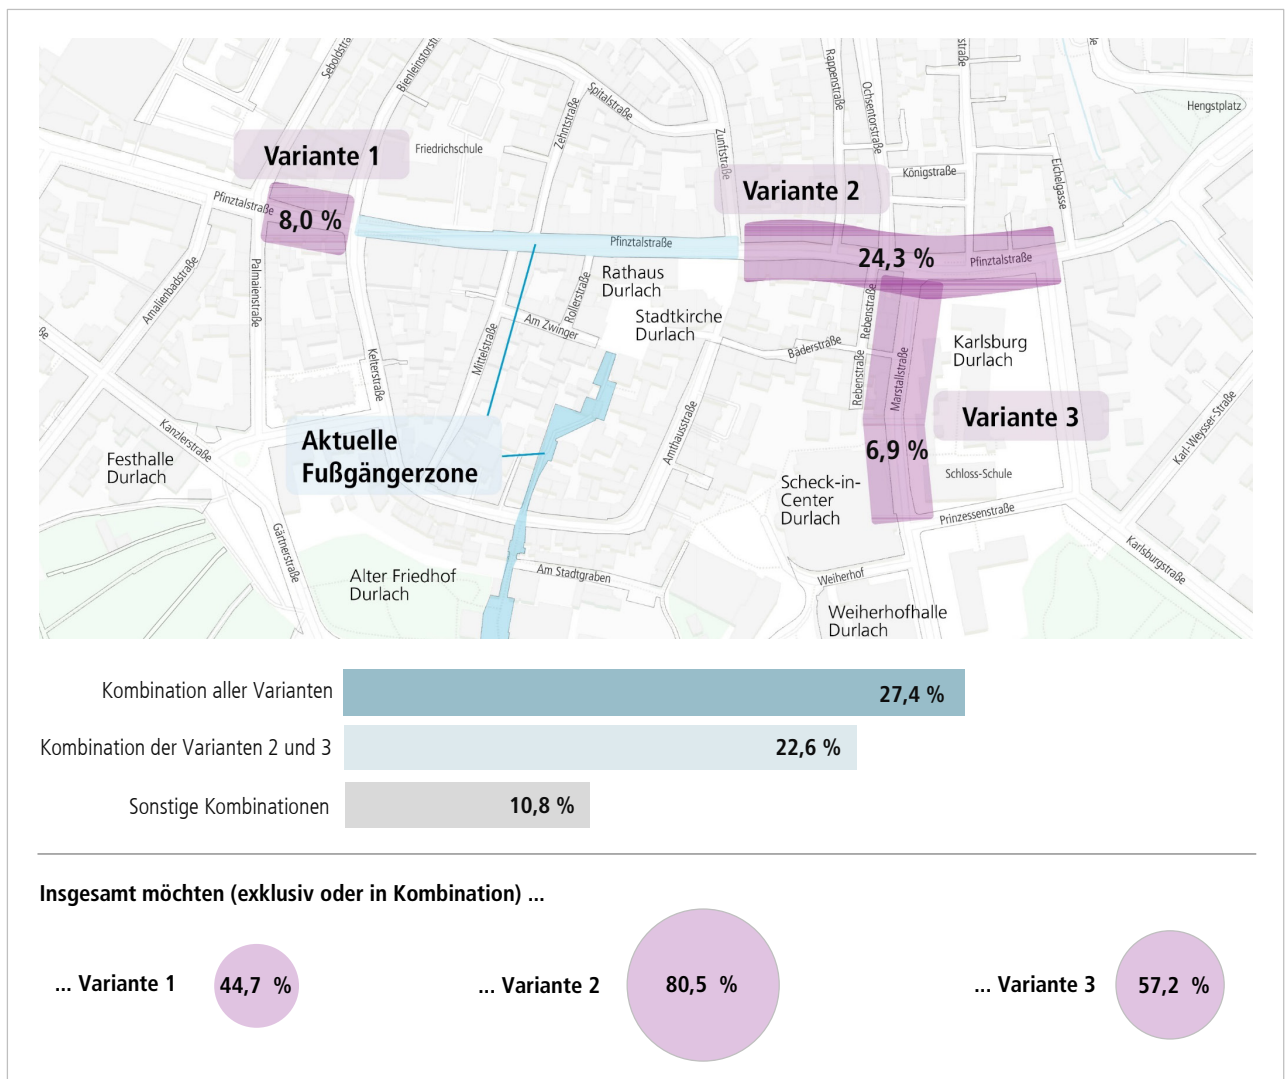 Seboldstra
Bienleinstorstr
Zehntstraße
Spitalstraße
Zunftstraße
Rappenstraße
Ochsentorstraße
straße
Hengstplatz
Variante 1
Friedrichschule
Königstraße
Eichelgasse
Variante 2
Pfinztalstraße
8,0 %
Pfinztalstraße
24,3 %
Pfinztalstraße
Rathaus
Durlach
Amalienbadstraße
Palmaienstraße
Rollerstraße
Am Zwinger
Stadtkirche
Durlach
Rebenstraße
Karlsburg
Durlach
Mittelstraße
Kelterstraße
Bäderstraße
Rebenstraße
Marstallstraße
Karl-Weysser-Straße
Variante 3
Kanzlerstraße
Aktuelle
Fußgängerzone
Amthausstraße
6,9 %
Festhalle
Durlach
Scheck-in-
Center
Durlach
Schloss-Schule
Prinzessenstraße
Gärtnerstraße
Karlsburgstraße
Alter Friedhof
Durlach
Am Stadtgraben
Weiherhof
Weiherhofhalle
Durlach
Kombination aller Varianten
27,4 %
Kombination der Varianten 2 und 3
22,6 %
Sonstige Kombinationen
10,8 %
Insgesamt möchten (exklusiv oder in Kombination) ...
... Variante 1
44,7 %
... Variante 2
80,5 %
... Variante 3
57,2 %